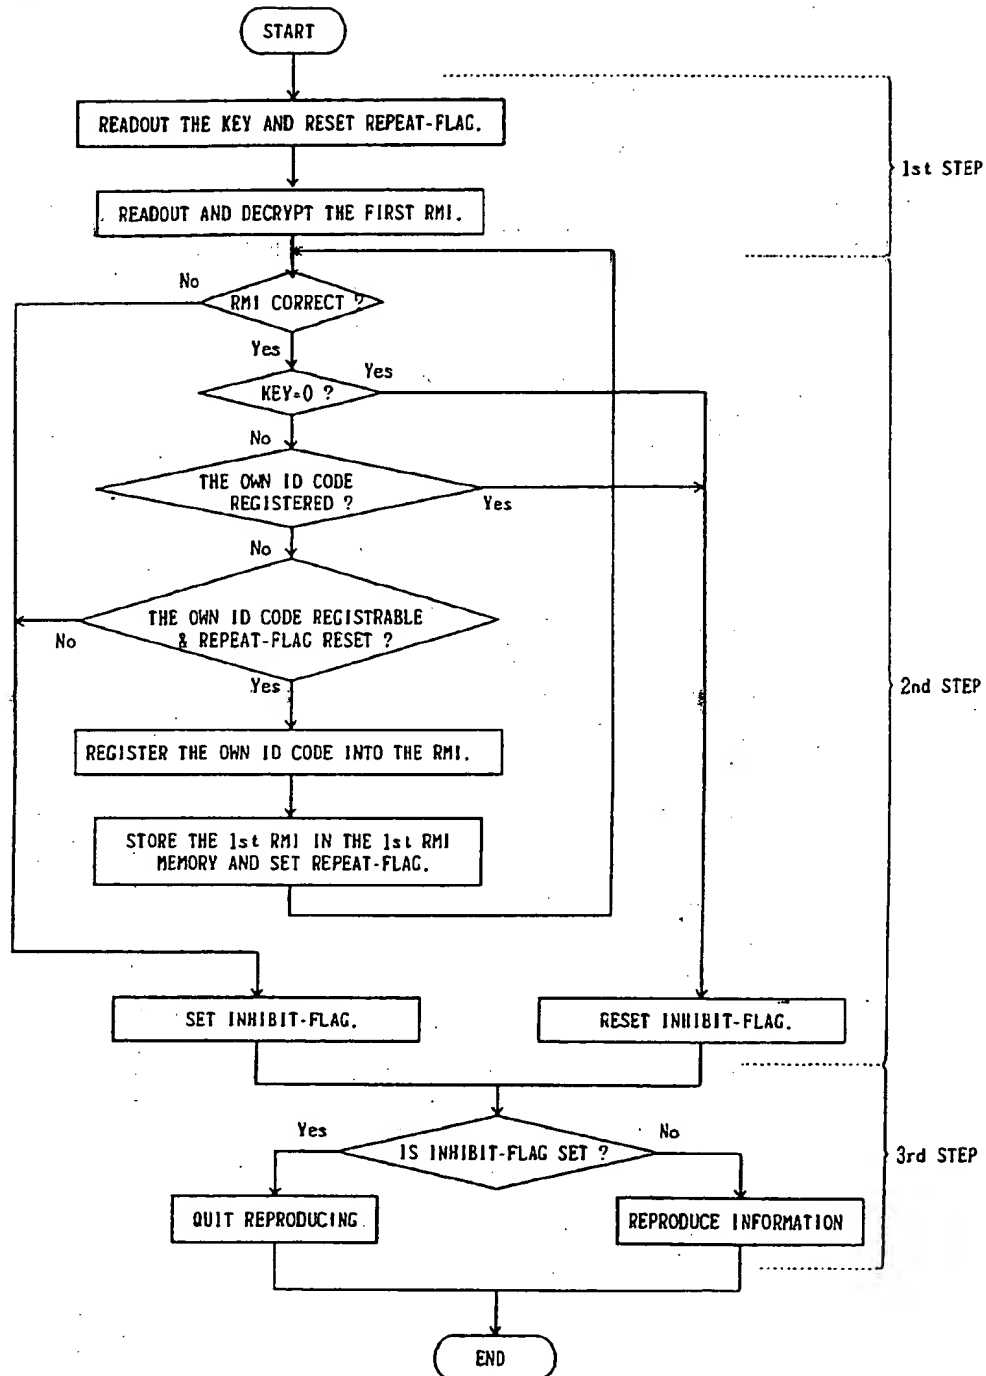 START
READOUT THE KEY AND RESET REPEAT-FLAG.
1st STEP
READOUT AND DECRYPT THE FIRST RMI.
No
RMI CORRECT ?
Yes
Yes
KEY=0 ?
No
THE OWN ID CODE
REGISTERED ?
Yes
No
THE OWN ID CODE REGISTRABLE
& REPEAT-FLAG RESET ?
No
Yes
2nd STEP
REGISTER THE OWN ID CODE INTO THE RMI.
STORE THE 1st RMI IN THE 1st RMI
MEMORY AND SET REPEAT-FLAG.
SET INHIBIT-FLAG.
RESET INHIBIT-FLAG.
Yes
No
IS INHIBIT-FLAG SET ?
3rd STEP
QUIT REPRODUCING.
REPRODUCE INFORMATION
END